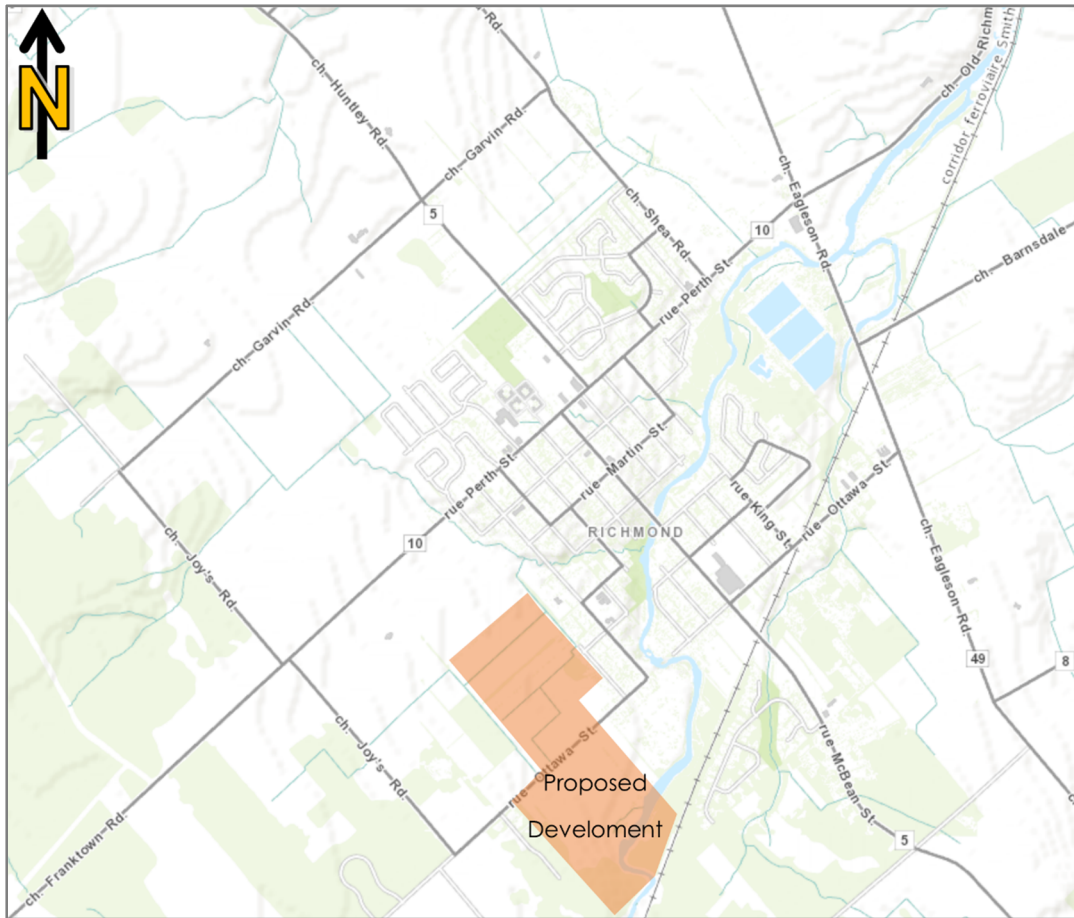 N
Rd.
ch. Huntley Rd.
ch. Garvin Rd.
5
ch. Shea Rd.
10
rue Perth St.
ch. Eagleson Rd.
ch. Old-Richm
corridor ferroviaire Smith
ch. Barnsdale
ch. Garvin Rd.
rue Perth St.
rue Martin St.
RICHMOND
rue King St.
rue Ottawa St.
10
ch. Joy's Rd.
ch. Eagleson Rd.
49
8
ch. Joy's Rd.
rue Ottawa St.
rue McBean St.
Proposed
Develoment
5
ch. Franktown Rd.